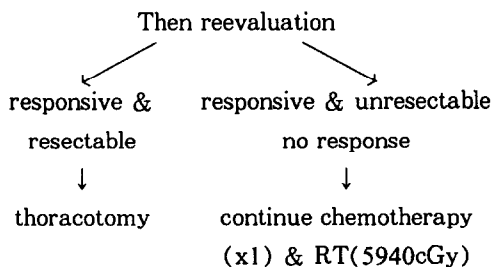 Then reevaluation
responsive &
resectable
thoracotomy
responsive & unresectable
no response
continue chemotherapy
(x1) & RT(5940cGy)